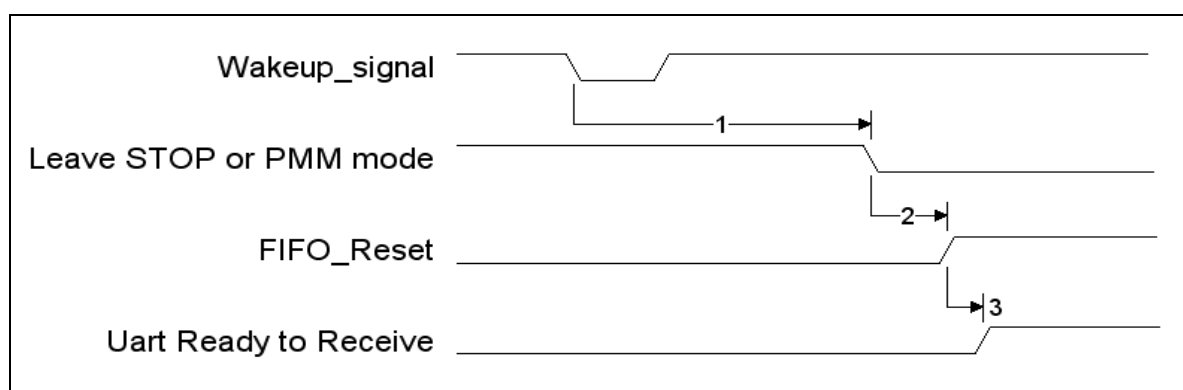 Wakeup_signal
1
Leave STOP or PMM mode
2
FIFO_Reset
3
Uart Ready to Receive